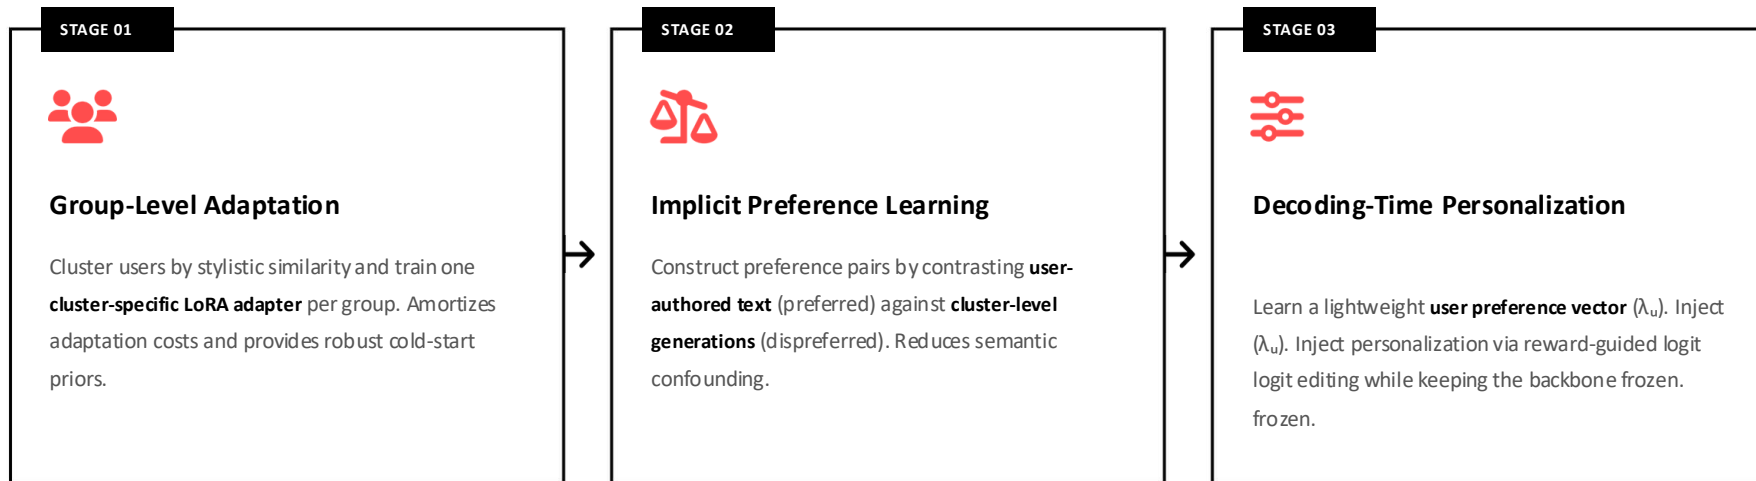 STAGE 01
Group-Level Adaptation
Cluster users by stylistic similarity and train one
user-cluster-specific LoRA adapter per group. Amortizes
adaptation costs and provides robust cold-start
priors.
STAGE 02
Implicit Preference Learning
Construct preference pairs by contrasting user-
authored text (preferred) against cluster-level
generations (dispreferred). Reduces semantic
confounding.
STAGE 03
Decoding-Time Personalization
Learn a lightweight user preference vector (λᵤ). Inject
(λᵤ). Inject personalization via reward-guided logit
logit editing while keeping the backbone frozen.
frozen.